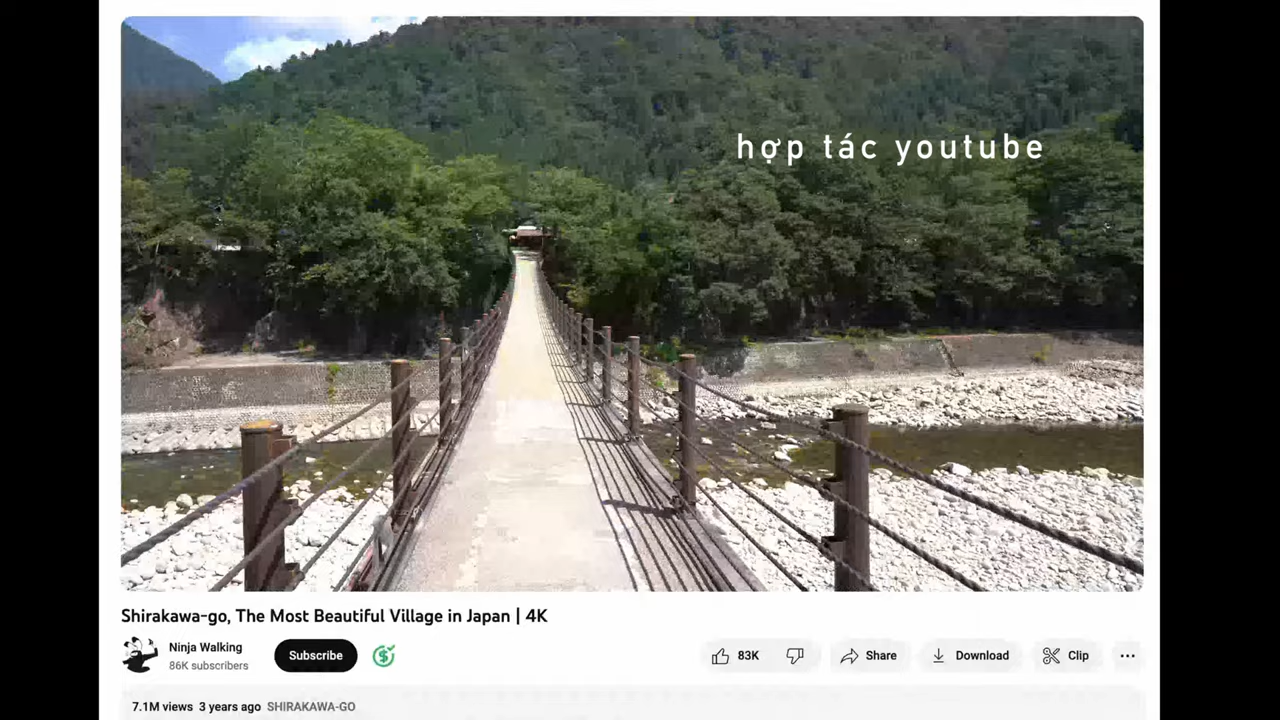 hợp tác youtube
Shirakawa-go, The Most Beautiful Village in Japan | 4K
Ninja Walking
86K subscribers
Subscribe
83K
Share
Download
Clip
7.1M views 3 years ago SHIRAKAWA-GO